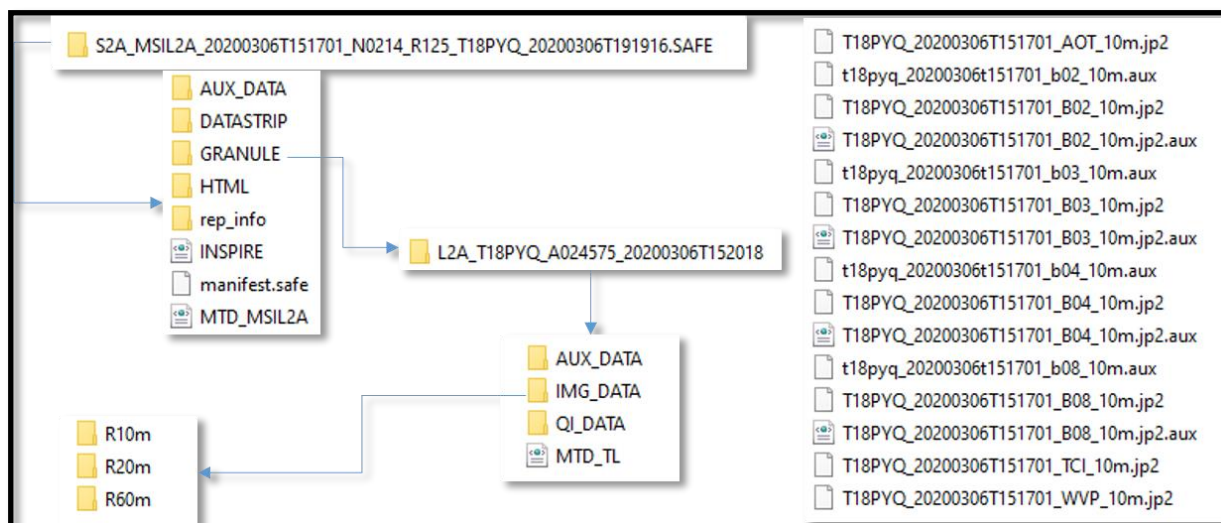 S2A_MSIL2A_20200306T151701_N0214_R125_T18PYQ_20200306T191916.SAFE
AUX_DATA
DATASTRIP
GRANULE
HTML
rep_info
INSPIRE
manifest.safe
MTD_MSIL2A
L2A_T18PYQ_A024575_20200306T152018
AUX_DATA
IMG_DATA
QI_DATA
MTD_TL
R10m
R20m
R60m
T18PYQ_20200306T151701_AOT_10m.jp2
t18pyq_20200306t151701_b02_10m.aux
T18PYQ_20200306T151701_B02_10m.jp2
T18PYQ_20200306T151701_B02_10m.jp2.aux
t18pyq_20200306t151701_b03_10m.aux
T18PYQ_20200306T151701_B03_10m.jp2
T18PYQ_20200306T151701_B03_10m.jp2.aux
t18pyq_20200306t151701_b04_10m.aux
T18PYQ_20200306T151701_B04_10m.jp2
T18PYQ_20200306T151701_B04_10m.jp2.aux
t18pyq_20200306t151701_b08_10m.aux
T18PYQ_20200306T151701_B08_10m.jp2
T18PYQ_20200306T151701_B08_10m.jp2.aux
T18PYQ_20200306T151701_TCI_10m.jp2
T18PYQ_20200306T151701_WVP_10m.jp2